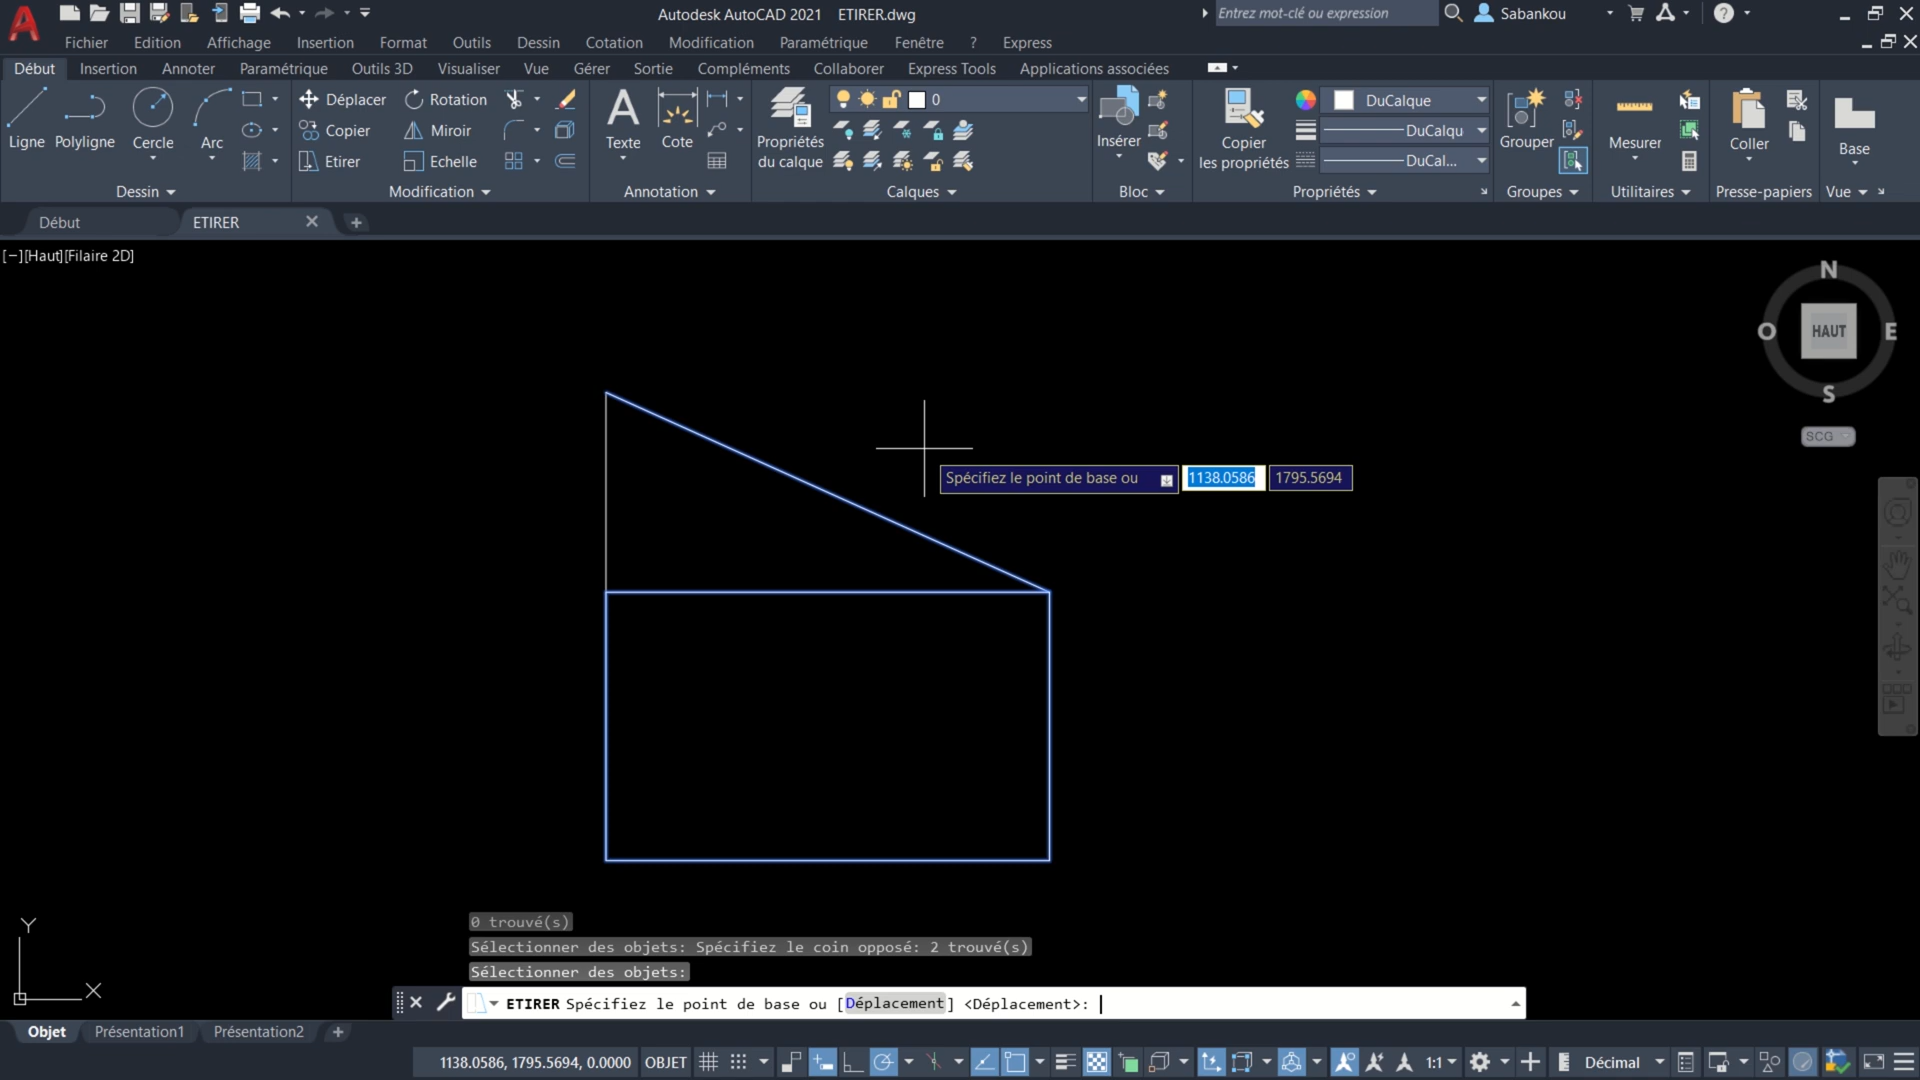 Autodesk AutoCAD 2021 ETIRER.dwg
Entrez mot-clé ou expression
Sabankou
Fichier Edition Affichage Insertion Format Outils Dessin Cotation Modification Paramétrique Fenêtre ? Express
Début Insertion Annoter Paramétrique Outils 3D Visualiser Vue Gérer Sortie Compléments Collaborer Express Tools Applications associées
Ligne Polyligne Cercle Arc
Déplacer Rotation
Copier Miroir
Etirer Echelle
Texte Cote
Propriétés
du calque
0
Insérer
Copier
les propriétés
DuCalque
DuCalqu
DuCal...
Grouper
Mesurer
Coller
Base
Dessin Modification Annotation Calques Bloc Propriétés Groupes Utilitaires Presse-papiers Vue
Début ETIRER
[−][Haut][Filaire 2D]
N
O HAUT E
S
SCG
Spécifiez le point de base ou 1138.0586 1795.5694
0 trouvé(s)
Sélectionner des objets: Spécifiez le coin opposé: 2 trouvé(s)
Sélectionner des objets:
Y
X
ETIRER Spécifiez le point de base ou [Déplacement] <Déplacement>:
Objet Présentation1 Présentation2 +
1138.0586, 1795.5694, 0.0000 OBJET 1:1 Décimal